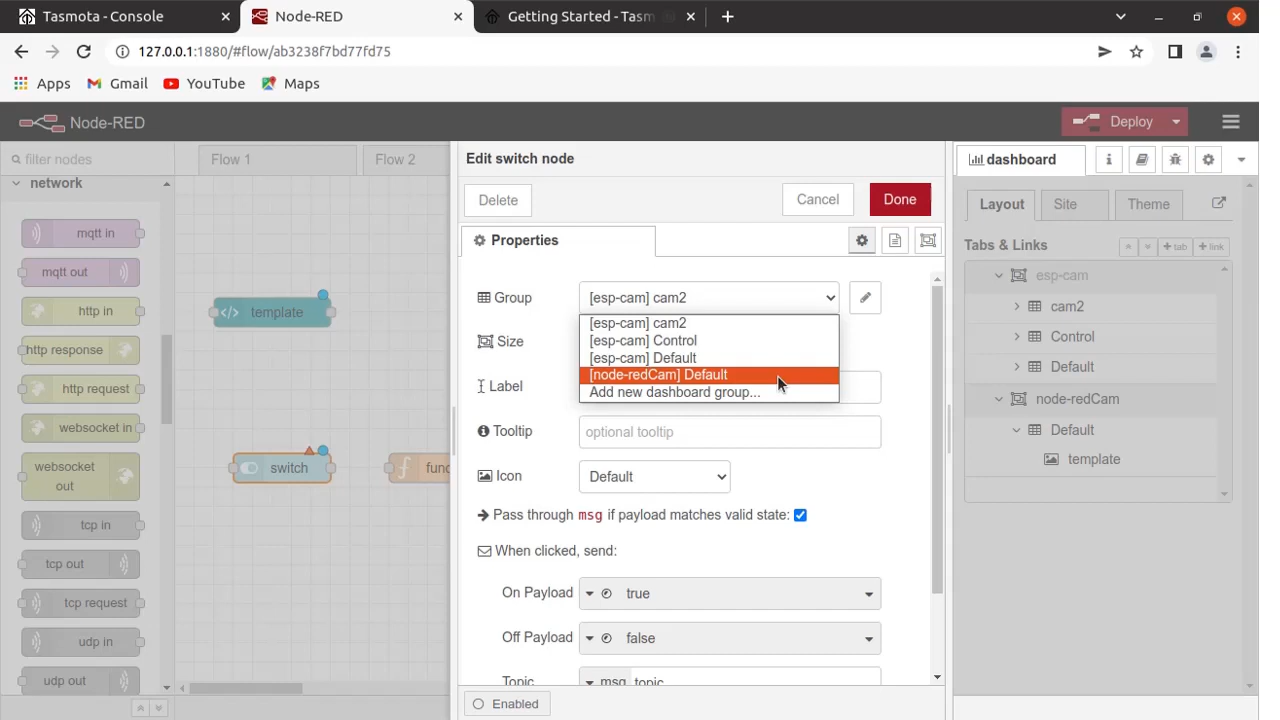 Tasmota - Console
Node-RED
Getting Started - Tasm
127.0.0.1:1880/#flow/ab3238f7bd77fd75
Apps
Gmail
YouTube
Maps
Node-RED
Deploy
filter nodes
network
mqtt in
mqtt out
http in
http response
http request
websocket in
websocket
out
tcp in
tcp out
tcp request
udp in
udp out
Flow 1
Flow 2
template
switch
func
Edit switch node
Delete
Cancel
Done
Properties
Group
[esp-cam] cam2
[esp-cam] cam2
[esp-cam] Control
[esp-cam] Default
[node-redCam] Default
Add new dashboard group...
Size
Label
Tooltip
optional tooltip
Icon
Default
Pass through msg if payload matches valid state:
When clicked, send:
On Payload
true
Off Payload
false
Topic
msg. topic
Enabled
dashboard
Layout
Site
Theme
Tabs & Links
tab
link
esp-cam
cam2
Control
Default
node-redCam
Default
template